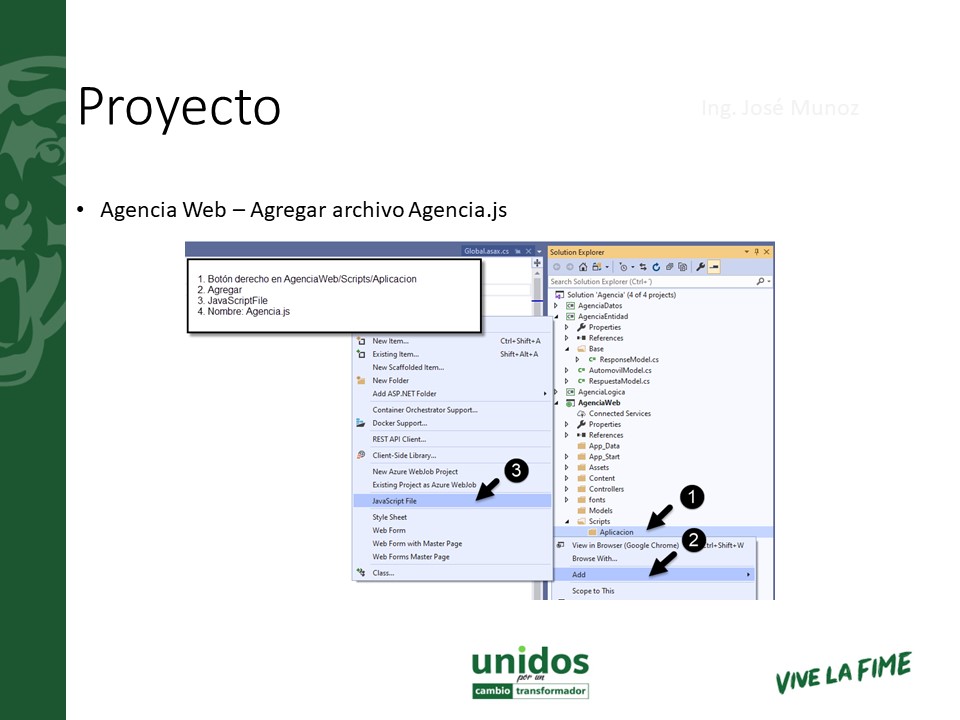 Proyecto
Ing. José Munoz
• Agencia Web – Agregar archivo Agencia.js
Global.asax.cs
1. Botón derecho en AgenciaWeb/Scripts/Aplicacion
2. Agregar
3. JavaScriptFile
4. Nombre: Agencia.js
New Item... Ctrl+Shift+A
Existing Item... Shift+Alt+A
New Scaffolded Item...
New Folder
Add ASP.NET Folder
Container Orchestrator Support...
Docker Support...
REST API Client...
Client-Side Library...
New Azure WebJob Project
Existing Project as Azure WebJob
JavaScript File
Style Sheet
Web Form
Web Form with Master Page
Web Forms Master Page
Class...
3
Solution Explorer
Search Solution Explorer (Ctrl+´)
Solution 'Agencia' (4 of 4 projects)
AgenciaDatos
AgenciaEntidad
Properties
References
Base
ResponseModel.cs
AutomovilModel.cs
RespuestaModel.cs
AgenciaLogica
AgenciaWeb
Connected Services
Properties
References
App_Data
App_Start
Assets
Content
Controllers
fonts
Models
Scripts
Aplicacion
1
View in Browser (Google Chrome) Ctrl+Shift+W
Browse With...
2
Add
Scope to This
unidos
por un
cambio transformador
VIVE LA FIME